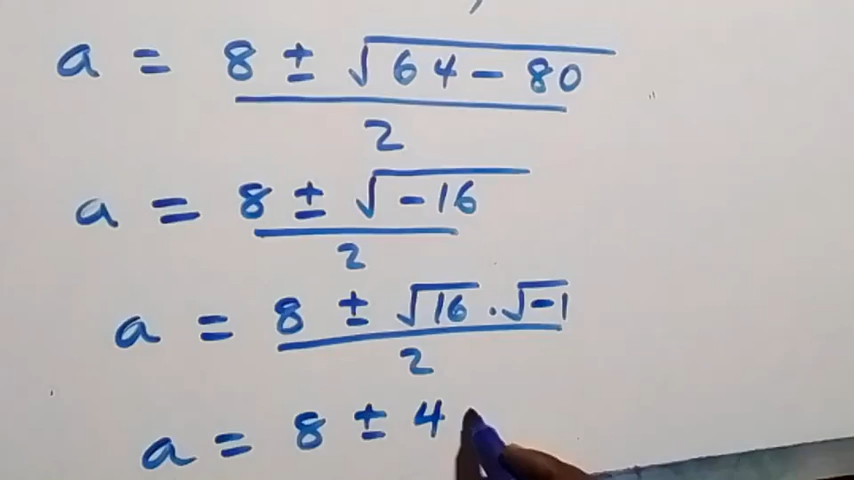 a = 8 ± √64 - 80
2
a = 8 ± √-16
2
a = 8 ± √16 . √-1
2
a = 8 ± 4